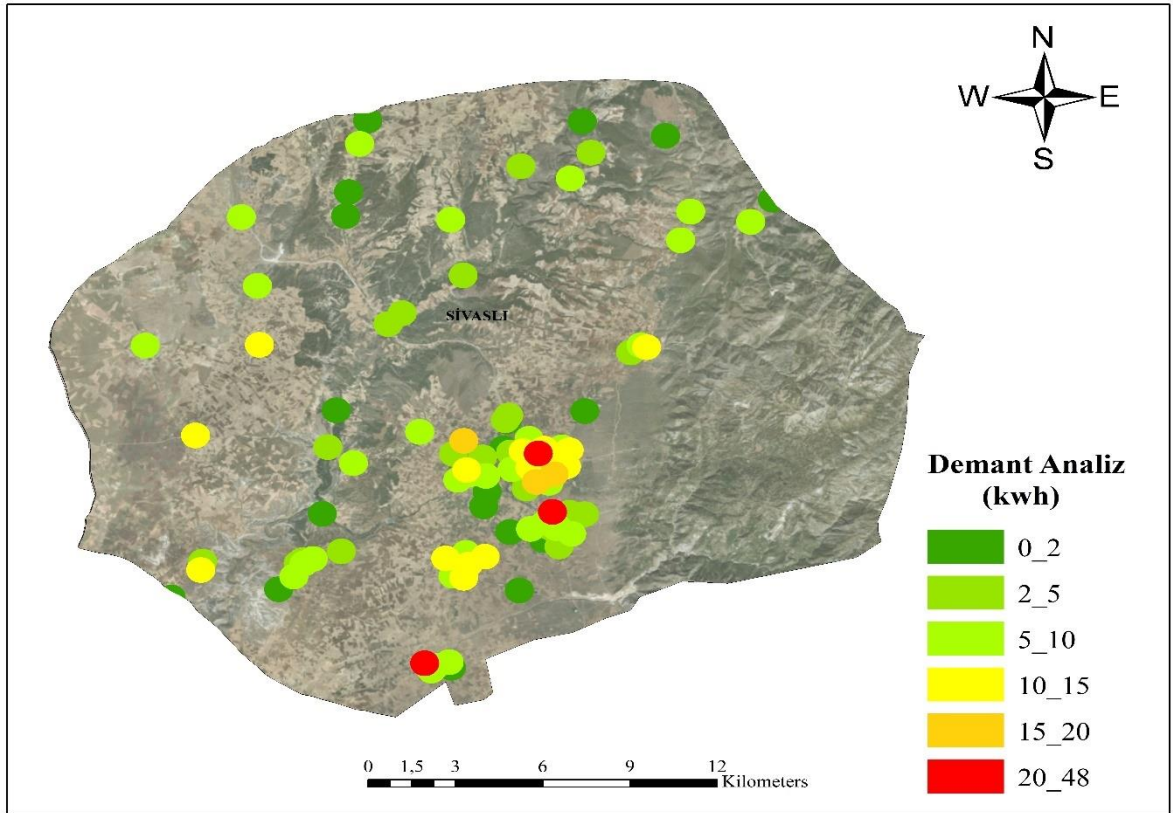 N
W E
S
SİVASLI
Demant Analiz
(kwh)
0_2
2_5
5_10
10_15
15_20
20_48
0 1,5 3 6 9 12
Kilometers